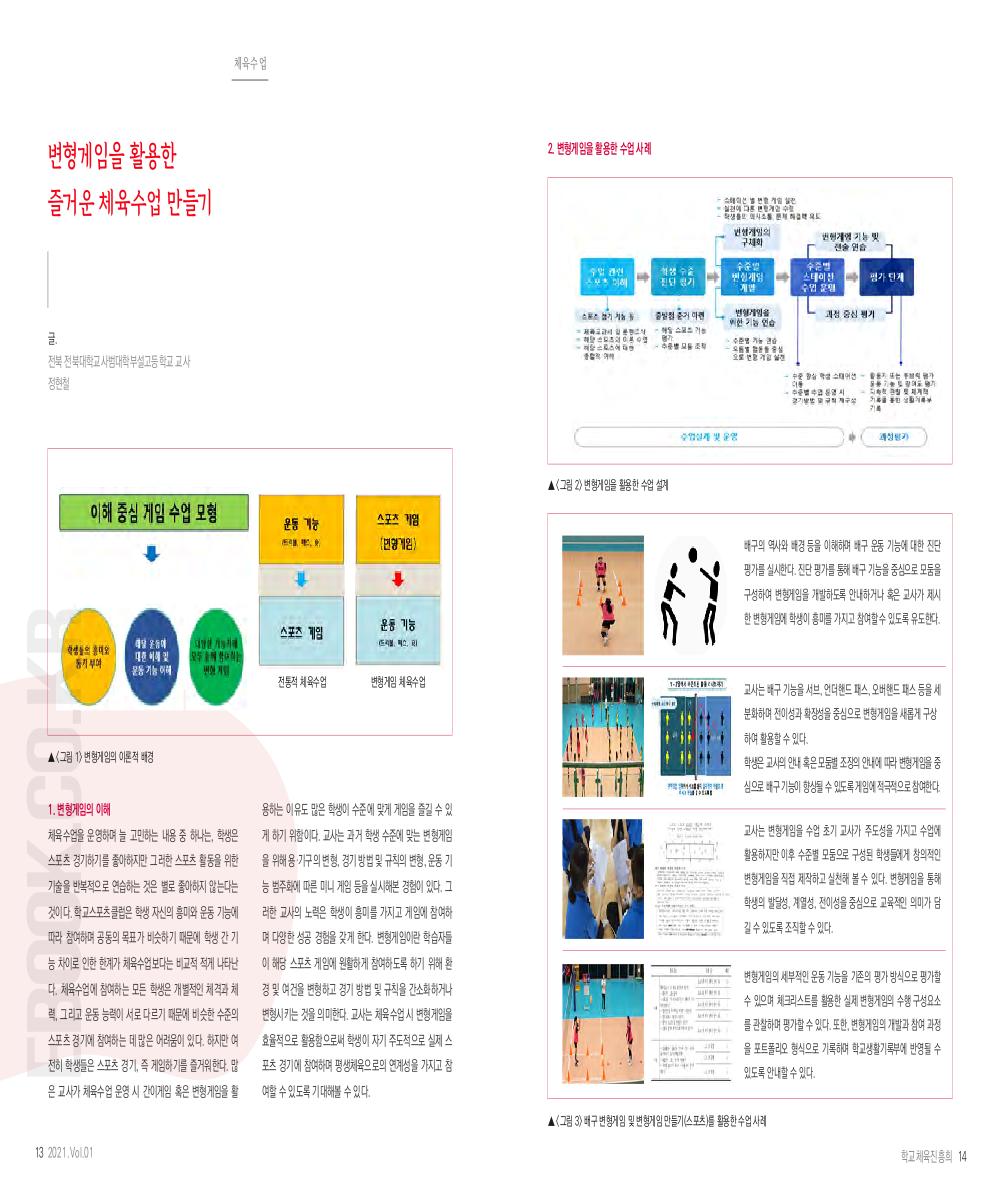 체육수업
변형게임을 활용한
즐거운 체육수업 만들기
글.
전북 전북대학교사범대학부설고등학교 교사
정현철
이해 중심 게임 수업 모형
학생들의 흥미와
동기 부여
해당 운동에
대한 이해 및
운동 기능 이해
운동 기능
(드리블, 패스, 슛)
스포츠 게임
전통적 체육수업
스포츠 게임
(변형게임)
운동 기능
(드리블, 패스, 슛)
변형게임 체육수업
▲〈그림 1〉 변형게임의 이론적 배경
1. 변형게임의 이해
체육수업을 운영하며 늘 고민하는 내용 중 하나는, 학생은
스포츠 경기하기를 좋아하지만 그러한 스포츠 활동을 위한
기술을 반복적으로 연습하는 것은 별로 좋아하지 않는다는
것이다. 학교스포츠클럽은 학생 자신의 흥미와 운동 기능에
따라 참여하며 공동의 목표가 비슷하기 때문에 학생 간 기
능 차이로 인한 한계가 체육수업보다는 비교적 적게 나타난
다. 체육수업에 참여하는 모든 학생은 개별적인 체격과 체
력, 그리고 운동 능력이 서로 다르기 때문에 비슷한 수준의
스포츠 경기에 참여하는 데 많은 어려움이 있다. 하지만 여
전히 학생들은 스포츠 경기, 즉 게임하기를 즐거워한다. 많
은 교사가 체육수업 운영 시 간이게임 혹은 변형게임을 활
용하는 이유도 많은 학생이 수준에 맞게 게임을 즐길 수 있
게 하기 위함이다. 교사는 과거 학생 수준에 맞는 변형게임
을 위해 용·기구의 변형, 경기 방법 및 규칙의 변형, 운동 기
능 범주화에 따른 미니 게임 등을 실시해본 경험이 있다. 그
러한 교사의 노력은 학생이 흥미를 가지고 게임에 참여하
며 다양한 성공 경험을 갖게 한다. 변형게임이란 학습자들
이 해당 스포츠 게임에 원활하게 참여하도록 하기 위해 환
경 및 여건을 변형하고 경기 방법 및 규칙을 간소화하거나
변형시키는 것을 의미한다. 교사는 체육수업 시 변형게임을
효율적으로 활용함으로써 학생이 자기 주도적으로 실제 스
포츠 경기에 참여하며 평생체육으로의 연계성을 가지고 참
여할 수 있도록 기대해볼 수 있다.
13 2021.Vol.01
EBOOK.CO.KR
2. 변형게임을 활용한 수업 사례
변형게임의
구체화
변형게임 기능 및
전술 연습
수업 관련
스포츠 이해
학생 수준
진단 평가
수준별
변형게임
개발
수준별
스테이션
수업 운영
평가 단계
변형게임을
위한 기능 연습
과정 중심 평가
수업설계 및 운영
과정평가
▲〈그림 2〉 변형게임을 활용한 수업 설계
배구의 역사와 배경 등을 이해하며 배구 운동 기능에 대한 진단
평가를 실시한다. 진단 평가를 통해 배구 기능을 중심으로 모둠을
구성하여 변형게임을 개발하도록 안내하거나 혹은 교사가 제시
한 변형게임에 학생이 흥미를 가지고 참여할 수 있도록 유도한다.
교사는 배구 기능을 서브, 언더핸드 패스, 오버핸드 패스 등을 세
분화하며 전이성과 확장성을 중심으로 변형게임을 새롭게 구상
하여 활용할 수 있다.
학생은 교사의 안내 혹은 모둠별 조장의 안내에 따라 변형게임을 중
심으로 배구 기능이 향상될 수 있도록 게임에 적극적으로 참여한다.
교사는 변형게임을 수업 초기 교사가 주도성을 가지고 수업에
활용하지만 이후 수준별 모둠으로 구성된 학생들에게 창의적인
변형게임을 직접 제작하고 실천해 볼 수 있다. 변형게임을 통해
학생의 발달성, 계열성, 전이성을 중심으로 교육적인 의미가 담
길 수 있도록 조직할 수 있다.
변형게임의 세부적인 운동 기능을 기존의 평가 방식으로 평가할
수 있으며 체크리스트를 활용한 실제 변형게임의 수행 구성요소
를 관찰하며 평가할 수 있다. 또한, 변형게임의 개발과 참여 과정
을 포트폴리오 형식으로 기록하며 학교생활기록부에 반영될 수
있도록 안내할 수 있다.
▲〈그림 3〉 배구 변형게임 및 변형게임 만들기(스포츠)를 활용한 수업 사례
학교체육진흥회 14